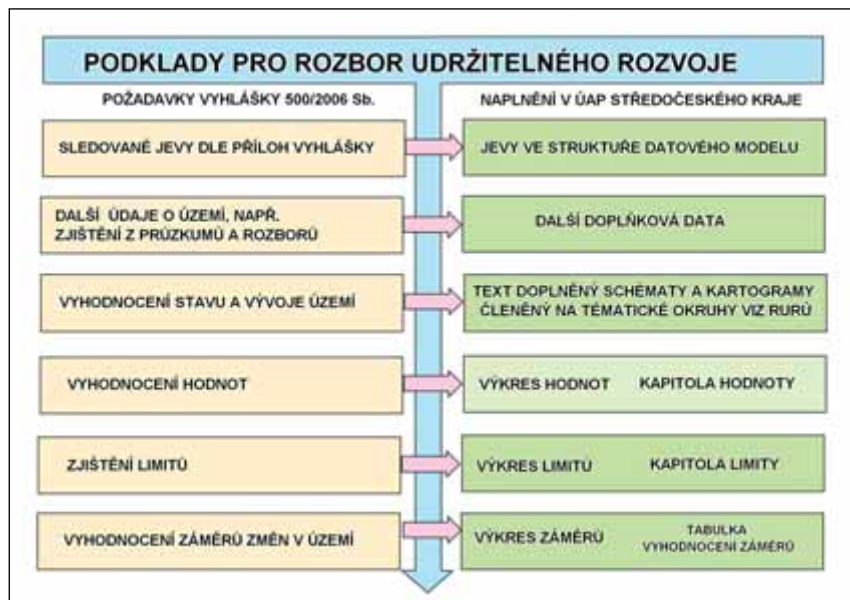 PODKLADY PRO ROZBOR UDRŽITELNÉHO ROZVOJE
POŽADAVKY VYHLÁŠKY 500/2006 Sb.
NAPLNĚNÍ V ÚAP STŘEDOČESKÉHO KRAJE
SLEDOVANÉ JEVY DLE PŘÍLOH VYHLÁŠKY
JEVY VE STRUKTUŘE DATOVÉHO MODELU
DALŠÍ ÚDAJE O ÚZEMÍ, NAPŘ.
ZJIŠTĚNÍ Z PRŮZKUMŮ A ROZBORŮ
DALŠÍ DOPLŇKOVÁ DATA
VYHODNOCENÍ STAVU A VÝVOJE ÚZEMÍ
TEXT DOPLNĚNÝ SCHÉMATY A KARTOGRAMY
ČLENĚNÝ NA TÉMATICKÉ OKRUHY VIZ RURÚ
VYHODNOCENÍ HODNOT
VÝKRES HODNOT KAPITOLA HODNOTY
ZJIŠTĚNÍ LIMITŮ
VÝKRES LIMITŮ KAPITOLA LIMITY
VYHODNOCENÍ ZÁMĚRŮ ZMĚN V ÚZEMÍ
VÝKRES ZÁMĚRŮ
TABULKA
VYHODNOCENÍ ZÁMĚRŮ